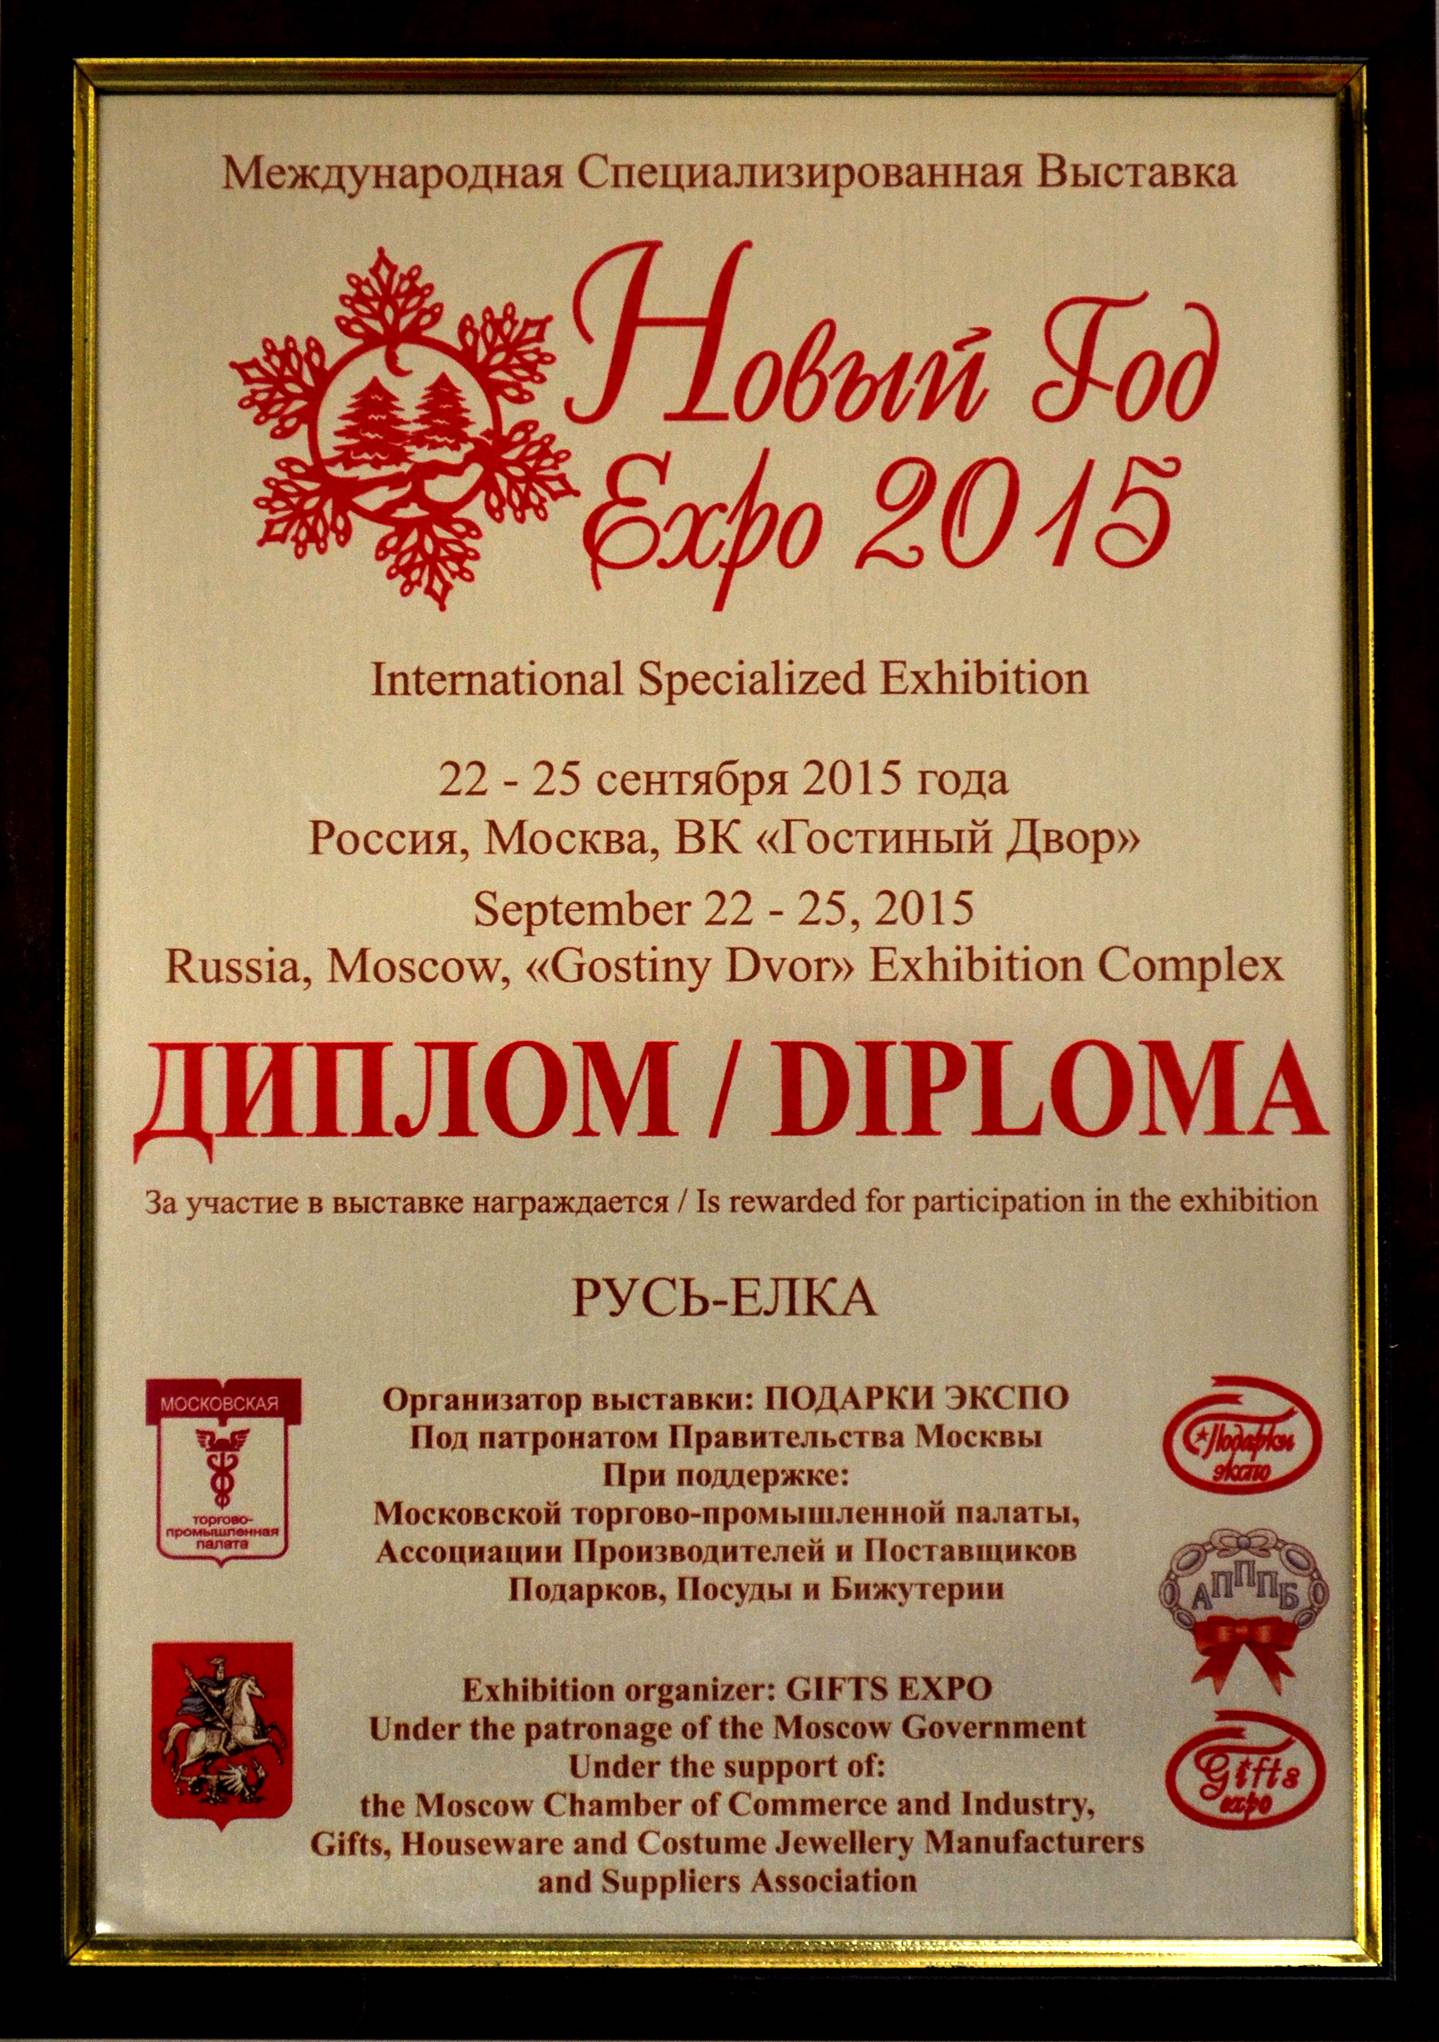 Международная Специализированная Выставка
Новый Год
Expo 2015
International Specialized Exhibition
22 - 25 сентября 2015 года
Россия, Москва, ВК «Гостиный Двор»
September 22 - 25, 2015
Russia, Moscow, «Gostiny Dvor» Exhibition Complex
ДИПЛОМ / DIPLOMA
За участие в выставке награждается / Is rewarded for participation in the exhibition
РУСЬ-ЕЛКА
МОСКОВСКАЯ
торгово-
промышленная
палата
Организатор выставки: ПОДАРКИ ЭКСПО
Под патронатом Правительства Москвы
При поддержке:
Московской торгово-промышленной палаты,
Ассоциации Производителей и Поставщиков
Подарков, Посуды и Бижутерии
Подарки
экспо
АПППБ
Exhibition organizer: GIFTS EXPO
Under the patronage of the Moscow Government
Under the support of:
the Moscow Chamber of Commerce and Industry,
Gifts, Houseware and Costume Jewellery Manufacturers
and Suppliers Association
Gifts
expo